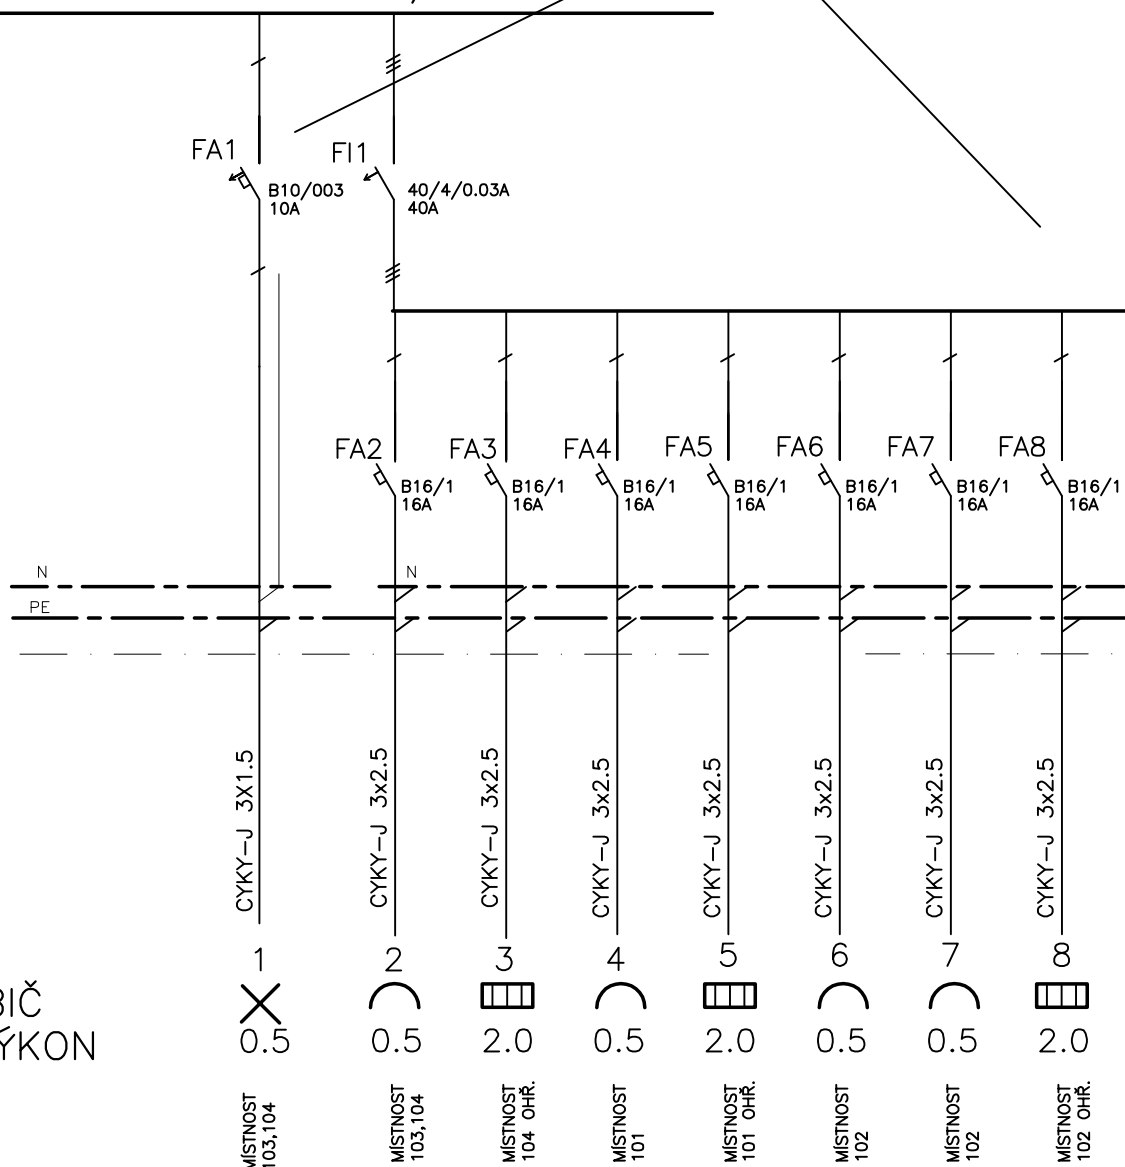 FA1
B10/003
10A
FI1
40/4/0.03A
40A
FA2
B16/1
16A
FA3
B16/1
16A
FA4
B16/1
16A
FA5
B16/1
16A
FA6
B16/1
16A
FA7
B16/1
16A
FA8
B16/1
16A
N
N
PE
CYKY-J 3X1.5
CYKY-J 3x2.5
CYKY-J 3x2.5
CYKY-J 3x2.5
CYKY-J 3x2.5
CYKY-J 3x2.5
CYKY-J 3x2.5
CYKY-J 3x2.5
1 2 3 4 5 6 7 8
BIČ
ÝKON 0.5 0.5 2.0 0.5 2.0 0.5 0.5 2.0
MÍSTNOST
103,104
MÍSTNOST
103,104
MÍSTNOST
104 OHŘ.
MÍSTNOST
101
MÍSTNOST
101 OHŘ.
MÍSTNOST
102
MÍSTNOST
102
MÍSTNOST
102 OHŘ.